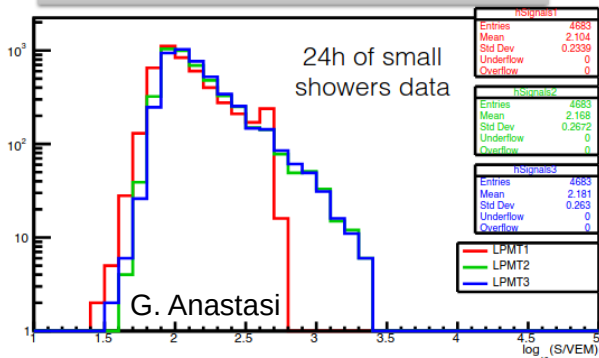 hSignals1
Entries 4683
Mean 2.104
Std Dev 0.2339
Underflow 0
Overflow 0
hSignals2
Entries 4683
Mean 2.168
Std Dev 0.2672
Underflow 0
Overflow 0
hSignals3
Entries 4683
Mean 2.181
Std Dev 0.263
Underflow 0
Overflow 0
24h of small
showers data
LPMT1
LPMT2
LPMT3
G. Anastasi
10³
10²
10
1
1 1.5 2 2.5 3 3.5 4 4.5 5
log (S/VEM)